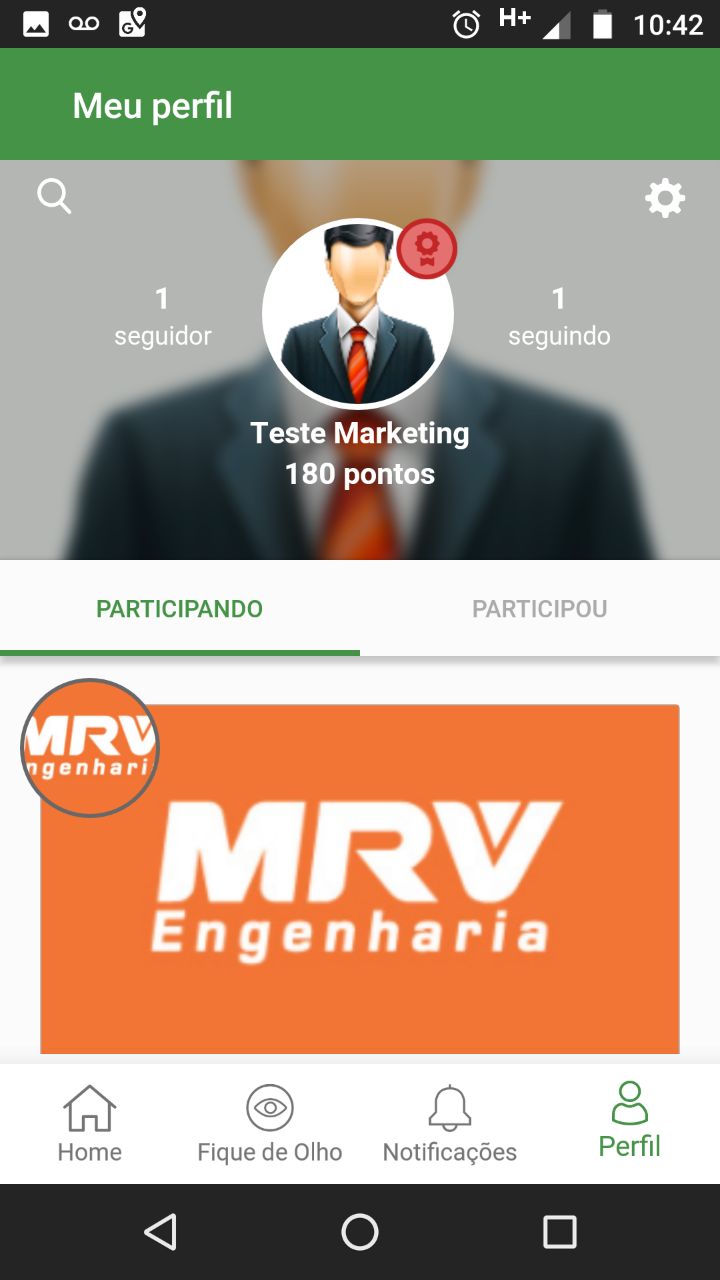 H+ 10:42
Meu perfil
1
seguidor
1
seguindo
Teste Marketing
180 pontos
PARTICIPANDO
PARTICIPOU
MRV
ngenhari
MRV
Engenharia
Home
Fique de Olho
Notificações
Perfil